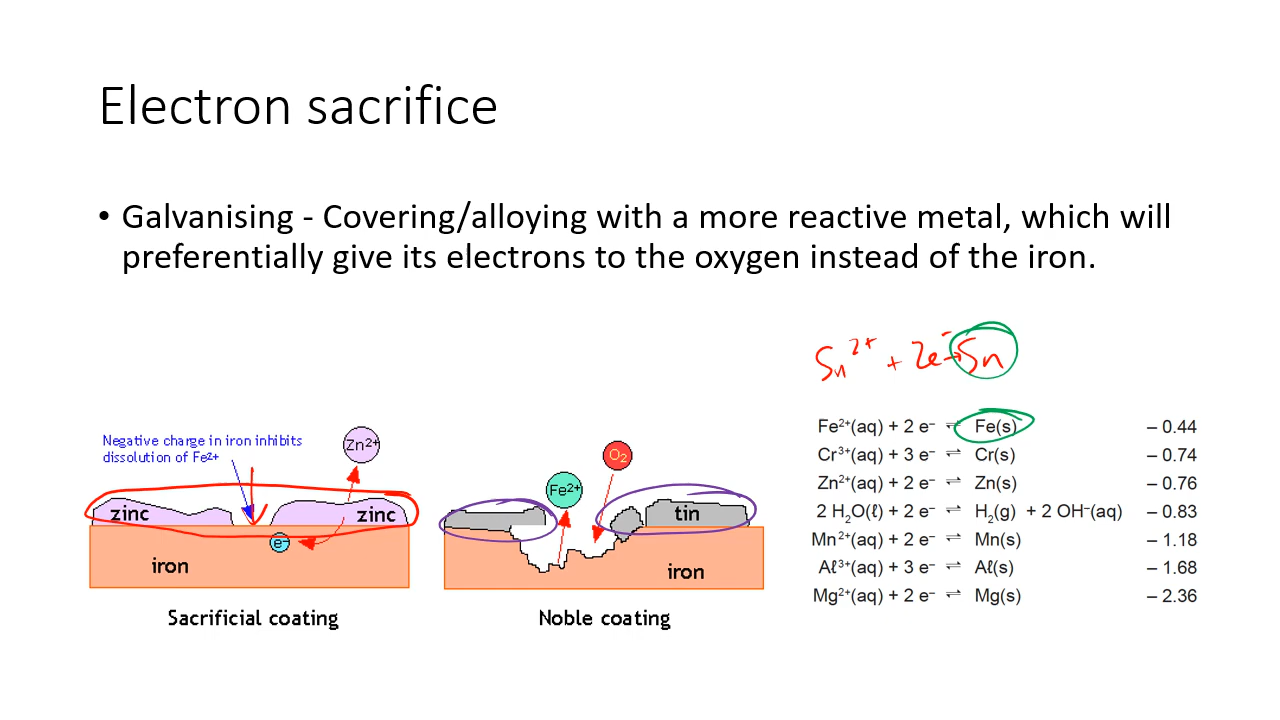 Electron sacrifice
• Galvanising - Covering/alloying with a more reactive metal, which will
preferentially give its electrons to the oxygen instead of the iron.
Sn²⁺ + 2e⁻ → Sn
Negative charge in iron inhibits
dissolution of Fe²⁺
Zn²⁺
zinc
zinc
e⁻
iron
Sacrificial coating
O₂
Fe²⁺
tin
iron
Noble coating
Fe²⁺(aq) + 2 e⁻ ⇌ Fe(s) – 0.44
Cr³⁺(aq) + 3 e⁻ ⇌ Cr(s) – 0.74
Zn²⁺(aq) + 2 e⁻ ⇌ Zn(s) – 0.76
2 H₂O(ℓ) + 2 e⁻ ⇌ H₂(g) + 2 OH⁻(aq) – 0.83
Mn²⁺(aq) + 2 e⁻ ⇌ Mn(s) – 1.18
Aℓ³⁺(aq) + 3 e⁻ ⇌ Aℓ(s) – 1.68
Mg²⁺(aq) + 2 e⁻ ⇌ Mg(s) – 2.36